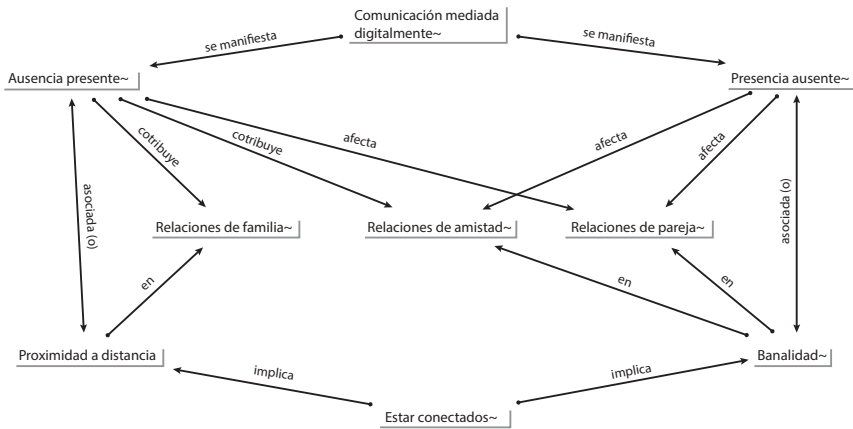 Comunicación mediada
digitalmente~
se manifiesta
se manifiesta
Ausencia presente~
Presencia ausente~
cotribuye
cotribuye
afecta
afecta
afecta
asociada (o)
asociada (o)
Relaciones de familia~
Relaciones de amistad~
Relaciones de pareja~
en
en
en
Proximidad a distancia
Banalidad~
implica
implica
Estar conectados~